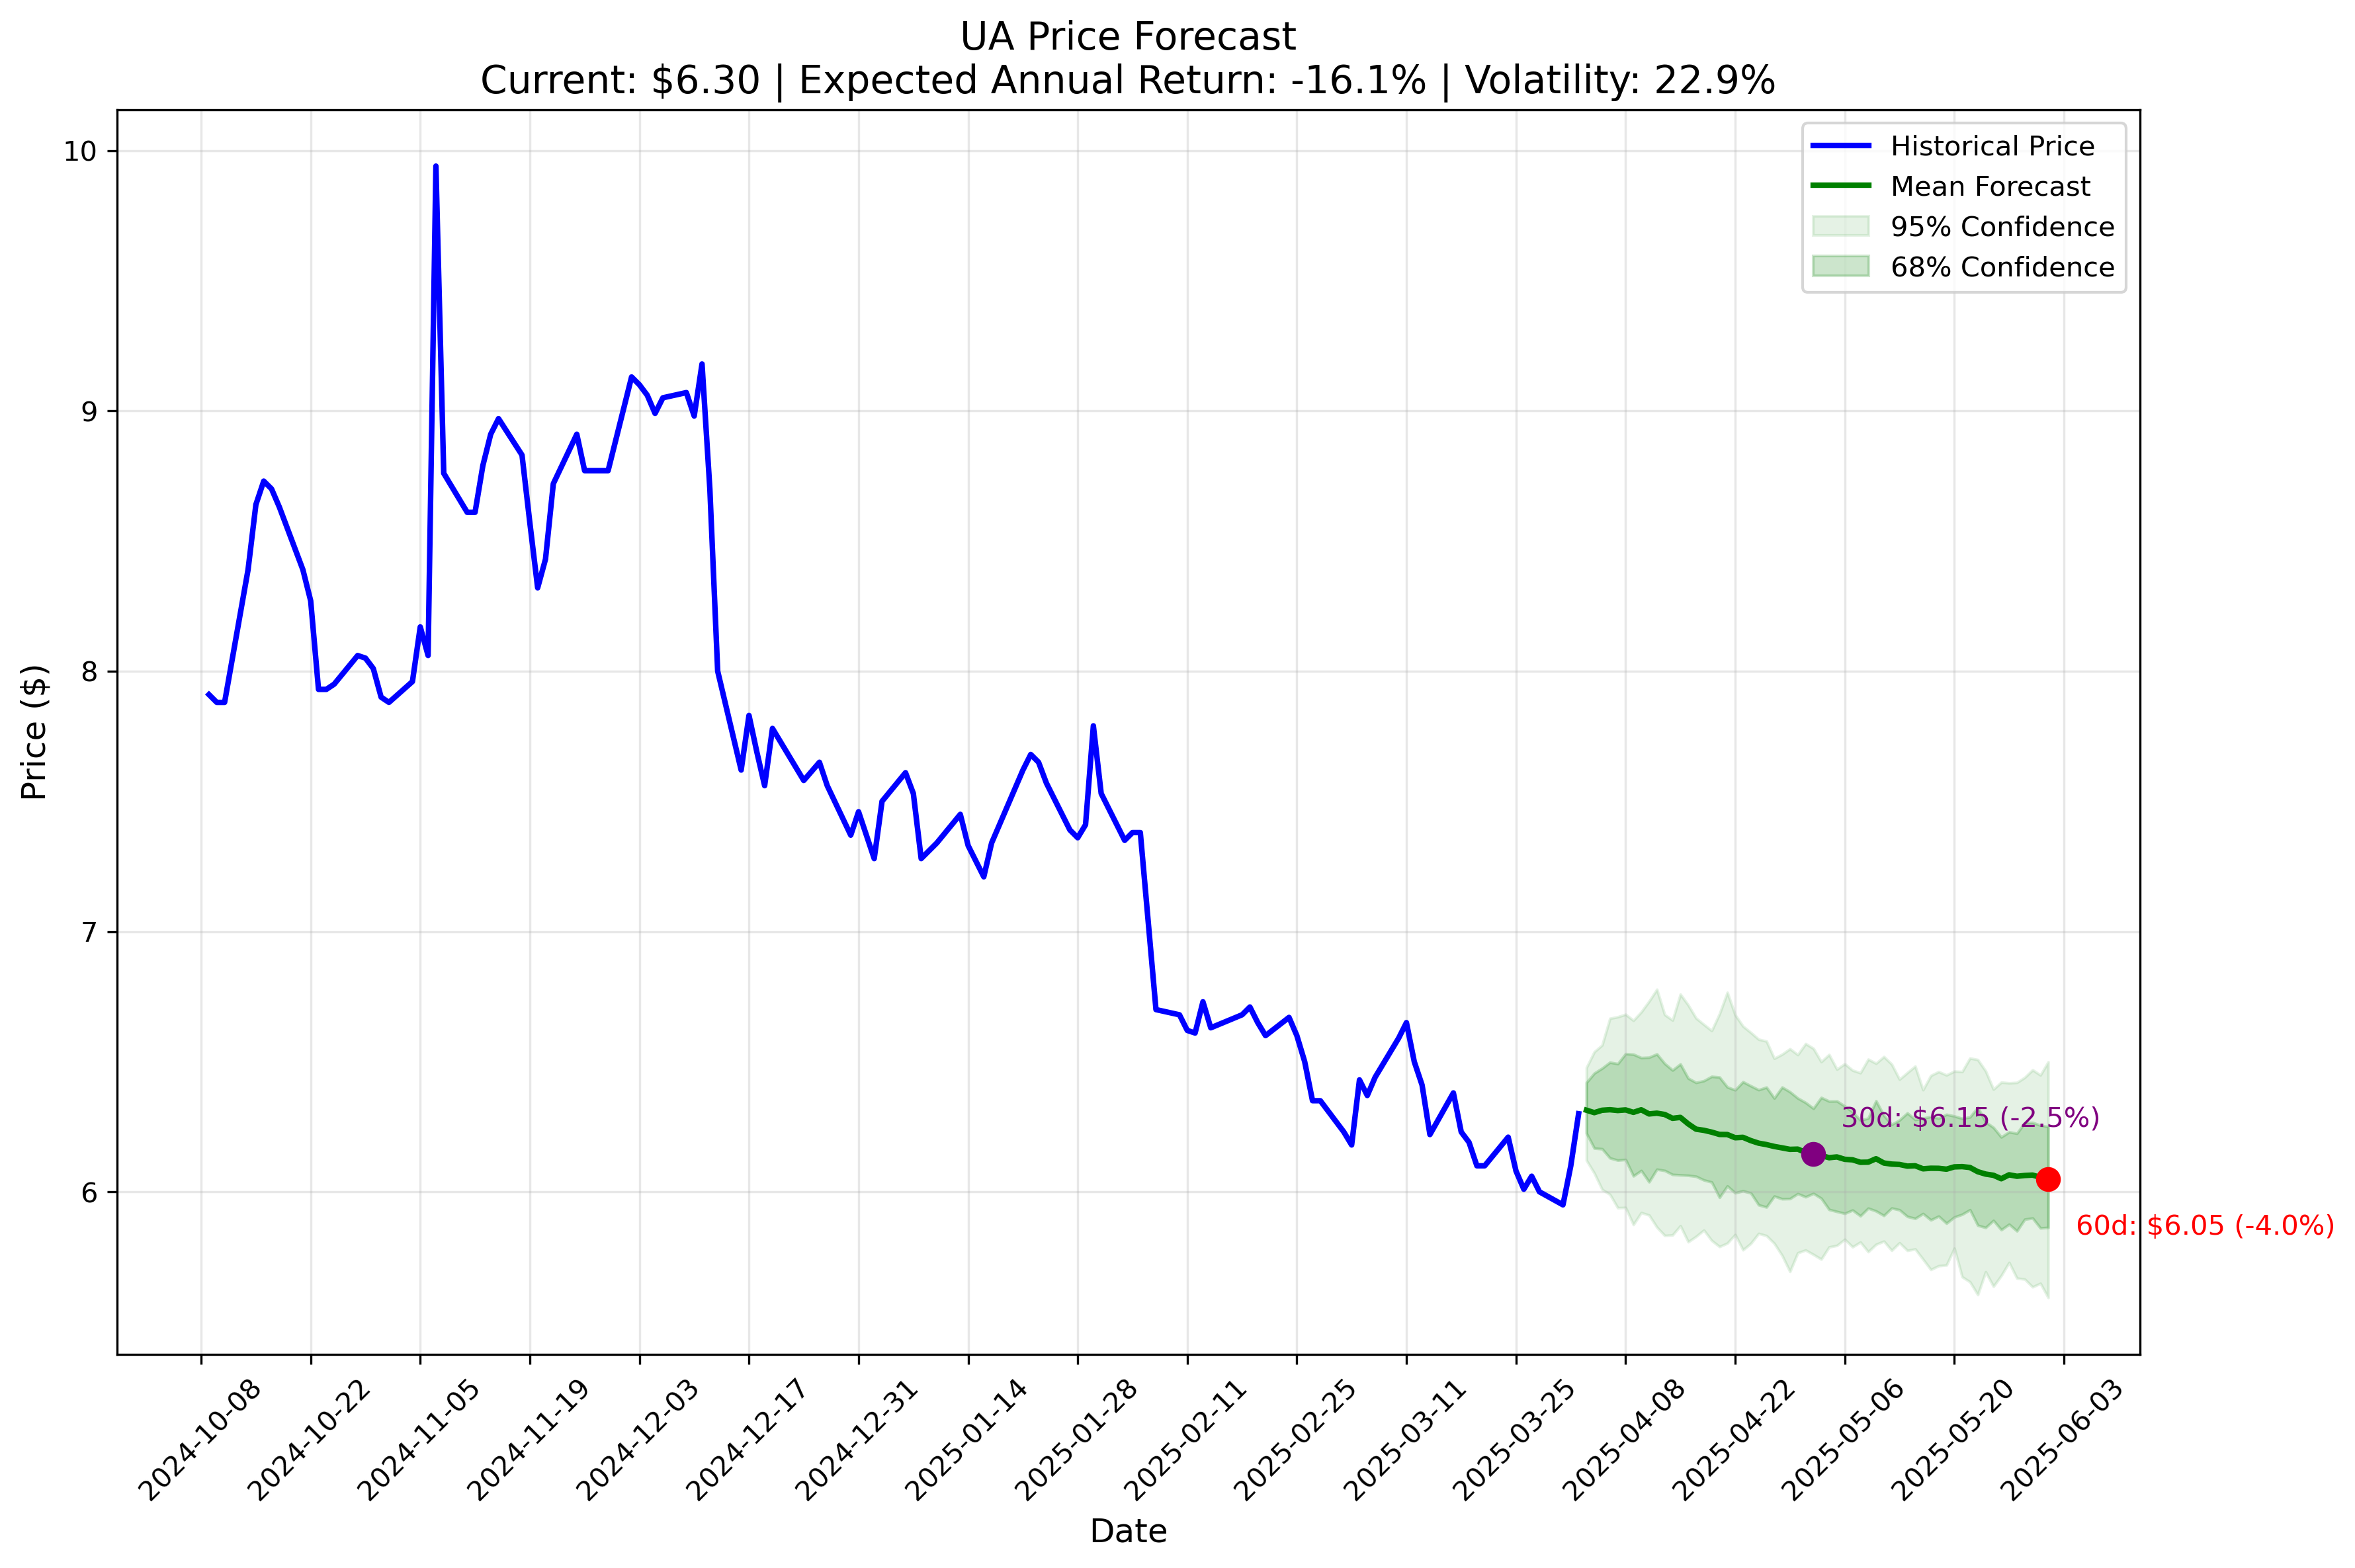 UA Price Forecast
Current: $6.30 | Expected Annual Return: -16.1% | Volatility: 22.9%
Historical Price
Mean Forecast
95% Confidence
68% Confidence
Price ($)
10
9
8
7
6
30d: $6.15 (-2.5%)
60d: $6.05 (-4.0%)
2024-10-08
2024-10-22
2024-11-05
2024-11-19
2024-12-03
2024-12-17
2024-12-31
2025-01-14
2025-01-28
2025-02-11
2025-02-25
2025-03-11
2025-03-25
2025-04-08
2025-04-22
2025-05-06
2025-05-20
2025-06-03
Date